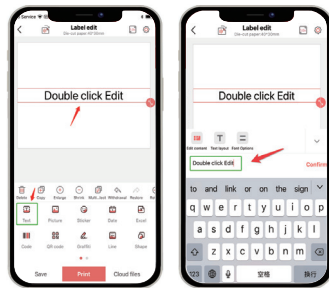 Service
Label edit
Die-cut paper 40*30mm
Double click Edit
Delete Copy Enlarge Shrink Multi_text Withdrawal Restore
Text Picture Sticker Date Excel
Code QR code Graffiti Line Shape
Save Print Cloud files
Label edit
Die-cut paper 40*30mm
Double click Edit
Edit content Text layout Font Options
Double click Edit
Confirm
to and link or on the sign
q w e r t y u i o p
a s d f g h j k l
z x c v b n m
123 空格 换行